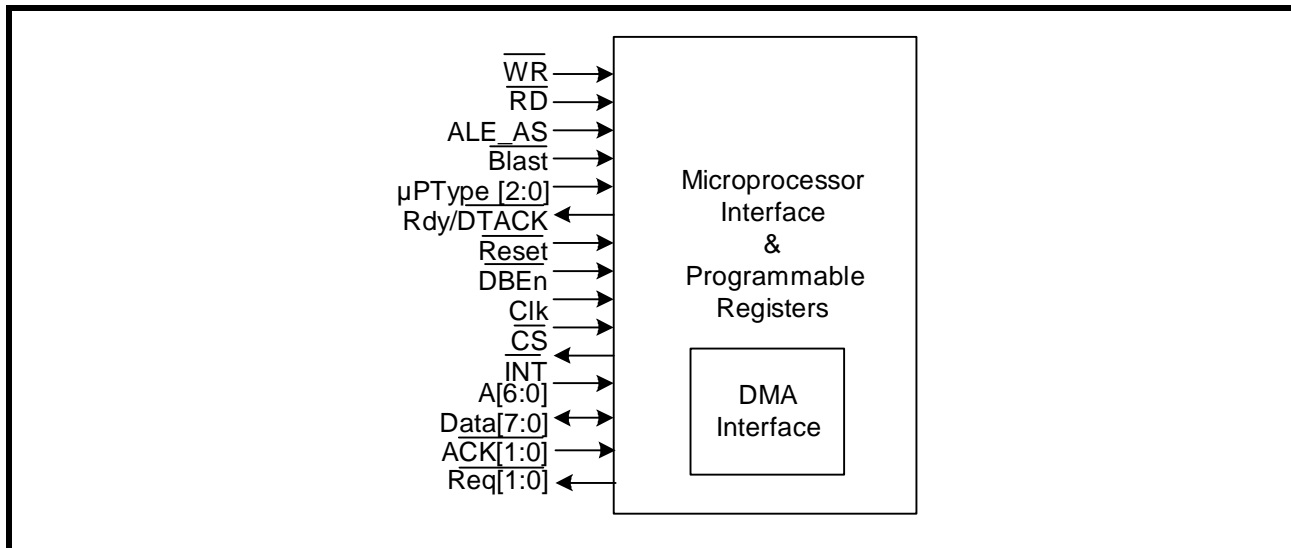 WR
RD
ALE_AS
Blast
µPType [2:0]
Rdy/DTACK
Reset
DBEn
Clk
CS
INT
A[6:0]
Data[7:0]
ACK[1:0]
Req[1:0]
Microprocessor
Interface
&
Programmable
Registers
DMA
Interface